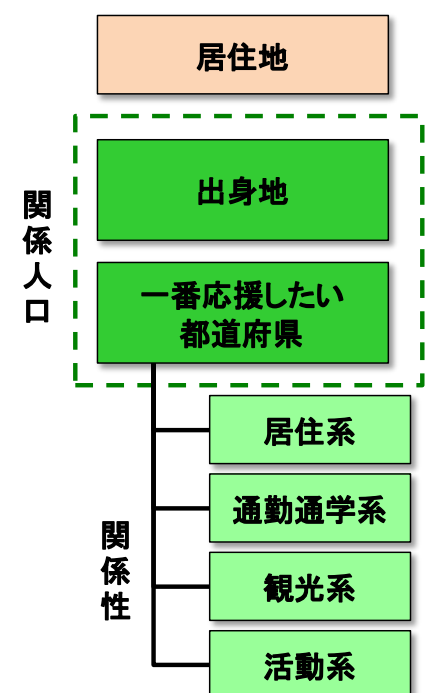 居住地
関係人口
出身地
一番応援したい
都道府県
関係性
居住系
通勤通学系
観光系
活動系